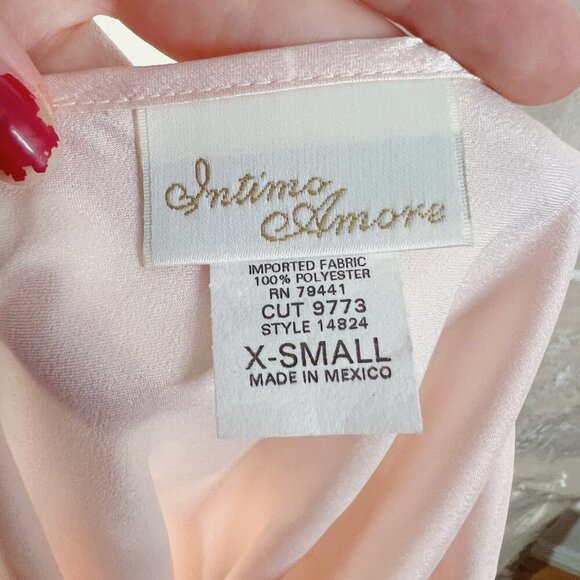 Intimo
Amore
IMPORTED FABRIC
100% POLYESTER
RN 79441
CUT 9773
STYLE 14824
X-SMALL
MADE IN MEXICO